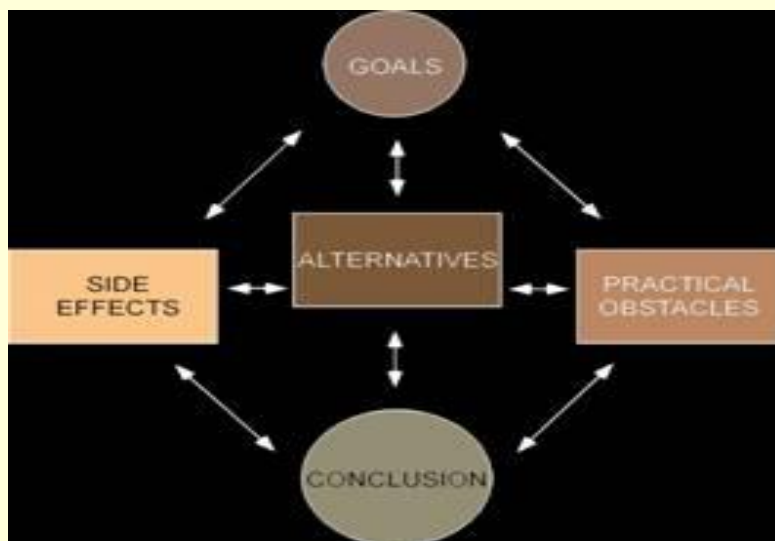 GOALS
ALTERNATIVES
SIDE
EFFECTS
PRACTICAL
OBSTACLES
CONCLUSION